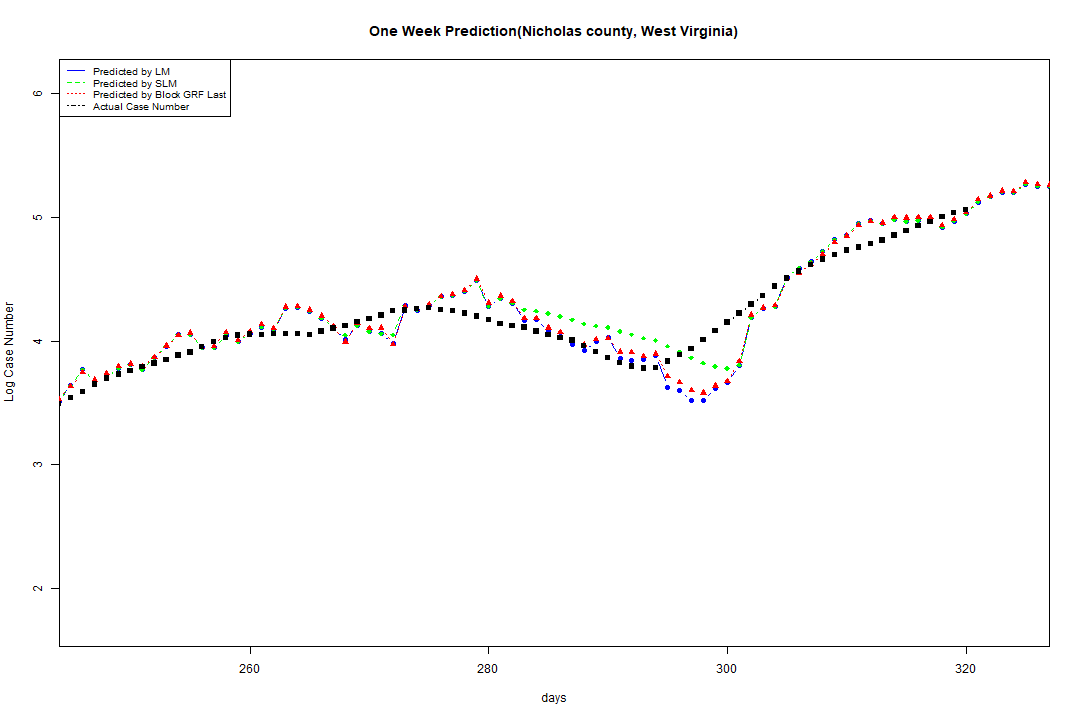 One Week Prediction(Nicholas county, West Virginia)
Predicted by LM
Predicted by SLM
Predicted by Block GRF Last
Actual Case Number
6
5
4
3
2
Log Case Number
260 280 300 320
days